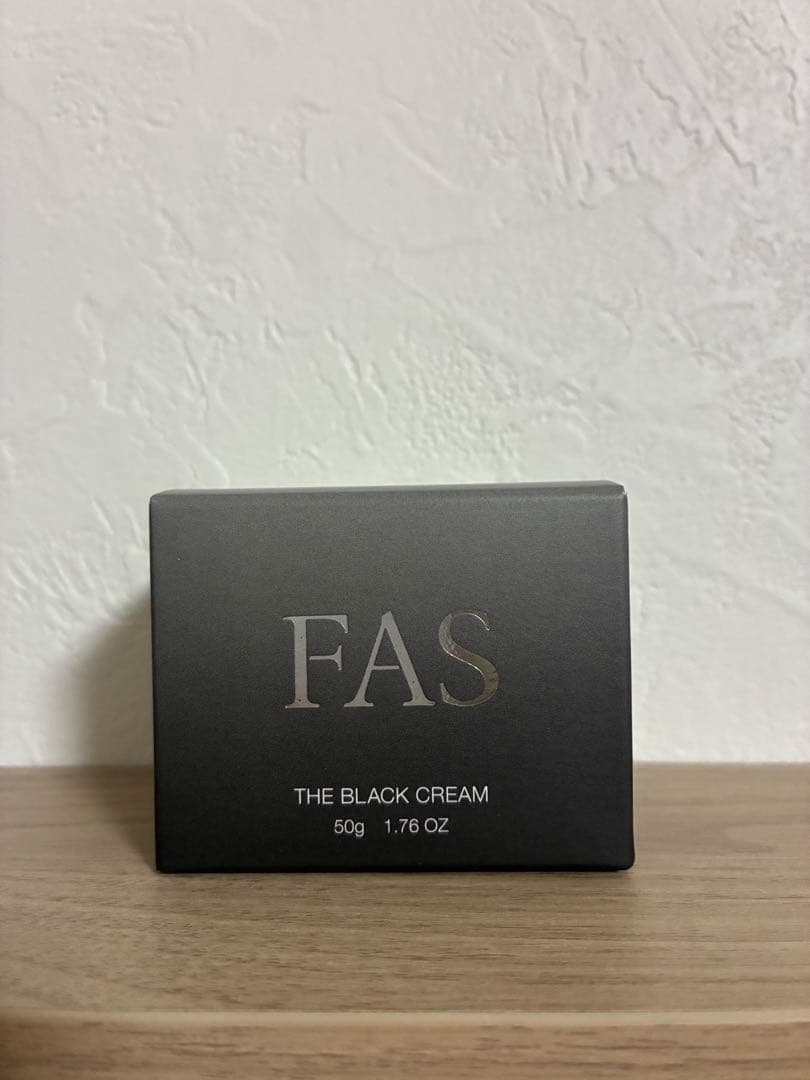 FAS
THE BLACK CREAM
50g 1.76 OZ